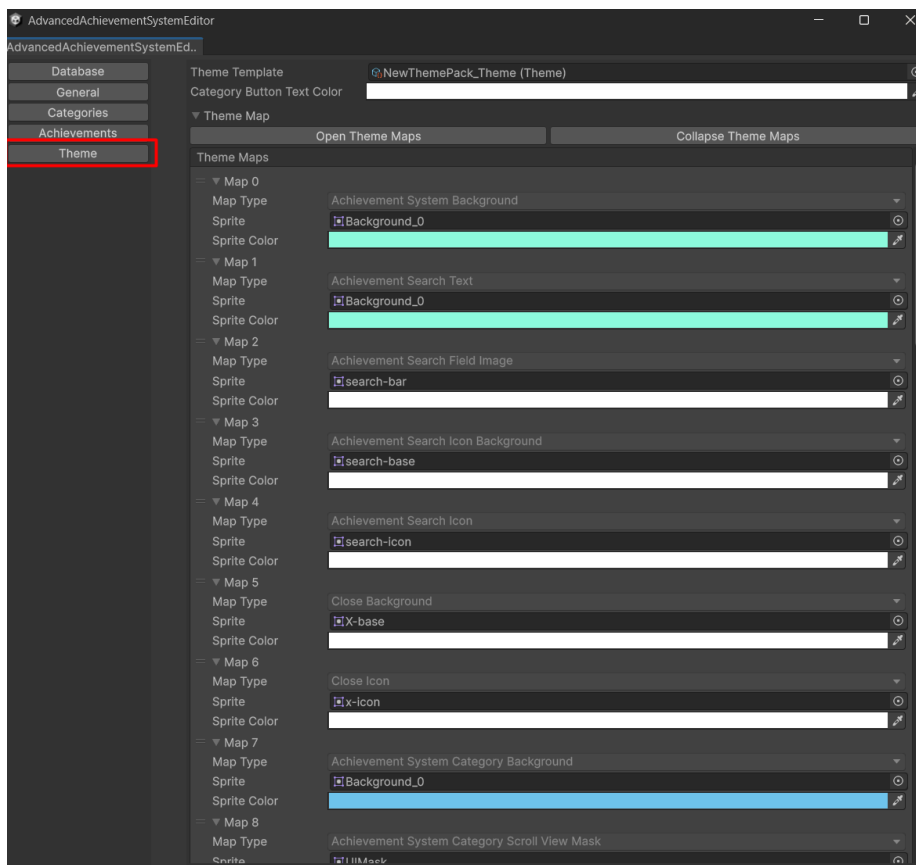 AdvancedAchievementSystemEditor
AdvancedAchievementSystemEd..
Database
General
Categories
Achievements
Theme
Theme Template NewThemePack_Theme (Theme)
Category Button Text Color
Theme Map
Open Theme Maps Collapse Theme Maps
Theme Maps
Map 0
Map Type Achievement System Background
Sprite Background_0
Sprite Color
Map 1
Map Type Achievement Search Text
Sprite Background_0
Sprite Color
Map 2
Map Type Achievement Search Field Image
Sprite search-bar
Sprite Color
Map 3
Map Type Achievement Search Icon Background
Sprite search-base
Sprite Color
Map 4
Map Type Achievement Search Icon
Sprite search-icon
Sprite Color
Map 5
Map Type Close Background
Sprite X-base
Sprite Color
Map 6
Map Type Close Icon
Sprite x-icon
Sprite Color
Map 7
Map Type Achievement System Category Background
Sprite Background_0
Sprite Color
Map 8
Map Type Achievement System Category Scroll View Mask
Sprite UIMask